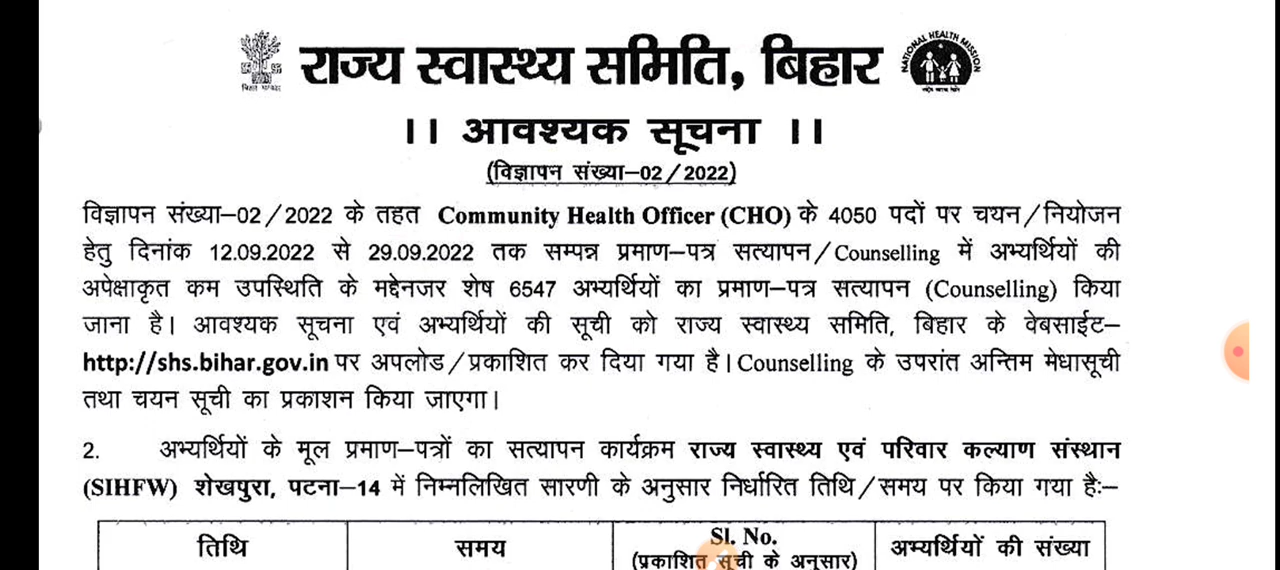 राज्य स्वास्थ्य समिति, बिहार
NATIONAL HEALTH MISSION
।। आवश्यक सूचना ।।
(विज्ञापन संख्या–02/2022)
विज्ञापन संख्या–02/2022 के तहत Community Health Officer (CHO) के 4050 पदों पर चयन/नियोजन
हेतु दिनांक 12.09.2022 से 29.09.2022 तक सम्पन्न प्रमाण–पत्र सत्यापन/Counselling में अभ्यर्थियों की
अपेक्षाकृत कम उपस्थिति के मद्देनजर शेष 6547 अभ्यर्थियों का प्रमाण–पत्र सत्यापन (Counselling) किया
जाना है। आवश्यक सूचना एवं अभ्यर्थियों की सूची को राज्य स्वास्थ्य समिति, बिहार के वेबसाईट–
http://shs.bihar.gov.in पर अपलोड/प्रकाशित कर दिया गया है। Counselling के उपरांत अन्तिम मेधासूची
तथा चयन सूची का प्रकाशन किया जाएगा।
2. अभ्यर्थियों के मूल प्रमाण–पत्रों का सत्यापन कार्यक्रम राज्य स्वास्थ्य एवं परिवार कल्याण संस्थान
(SIHFW) शेखपुरा, पटना–14 में निम्नलिखित सारणी के अनुसार निर्धारित तिथि/समय पर किया गया है:–
तिथि समय Sl. No. अभ्यर्थियों की संख्या
(प्रकाशित सूची के अनुसार)